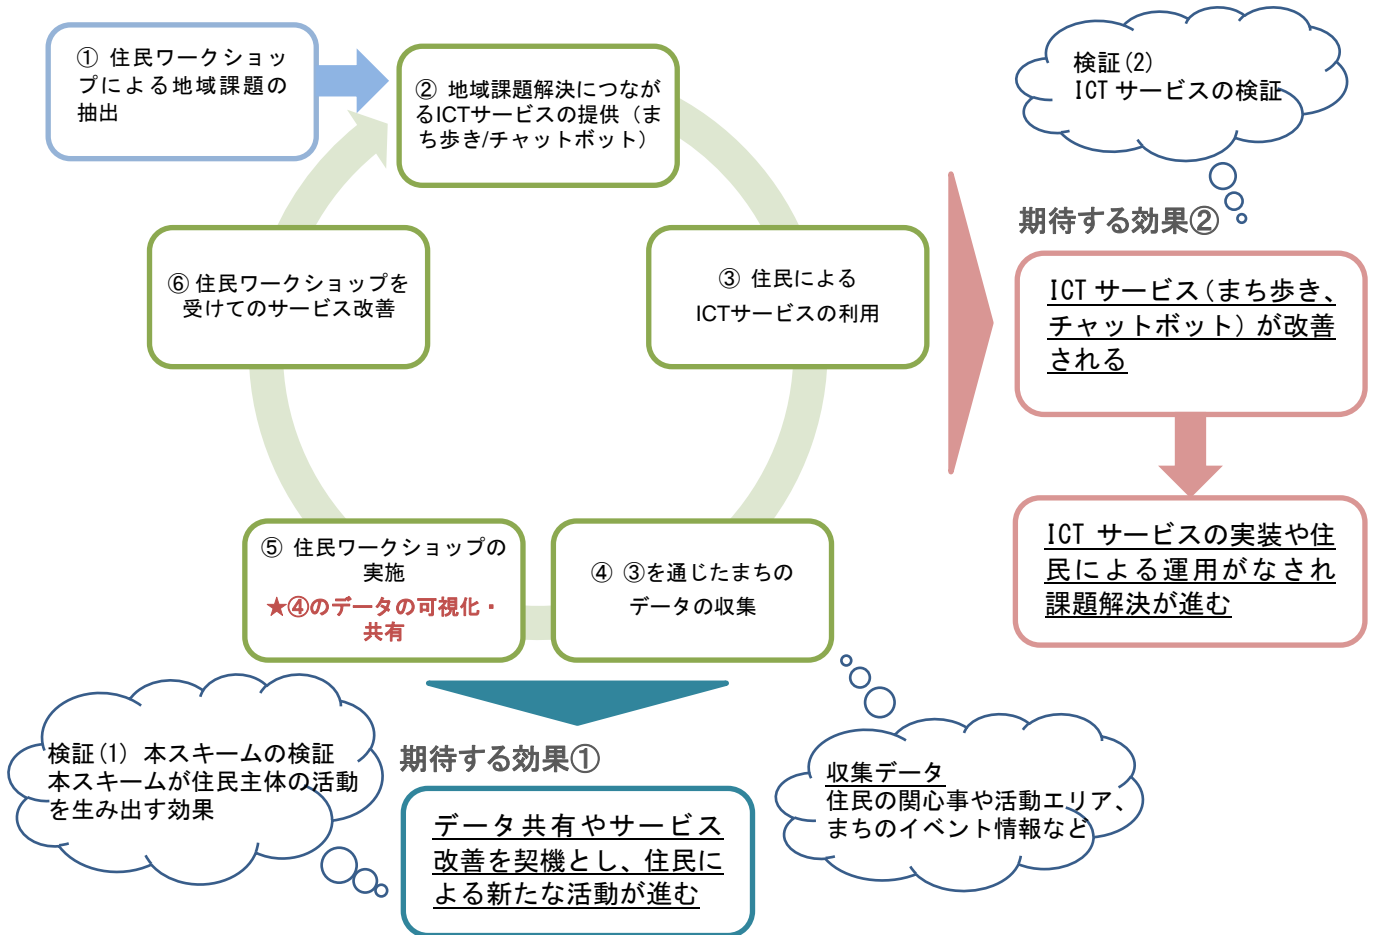 ① 住民ワークショッ
プによる地域課題の
抽出
② 地域課題解決につなが
るICTサービスの提供（ま
ち歩き/チャットボット）
③ 住民による
ICTサービスの利用
④ ③を通じたまちの
データの収集
⑤ 住民ワークショップの
実施
★④のデータの可視化・
共有
⑥ 住民ワークショップを
受けてのサービス改善
検証(2)
ICT サービスの検証
期待する効果②
ICT サービス(まち歩き、
チャットボット)が改善
される
ICT サービスの実装や住
民による運用がなされ
課題解決が進む
検証(1) 本スキームの検証
本スキームが住民主体の活動
を生み出す効果
期待する効果①
データ共有やサービス
改善を契機とし、住民に
よる新たな活動が進む
収集データ
住民の関心事や活動エリア、
まちのイベント情報など